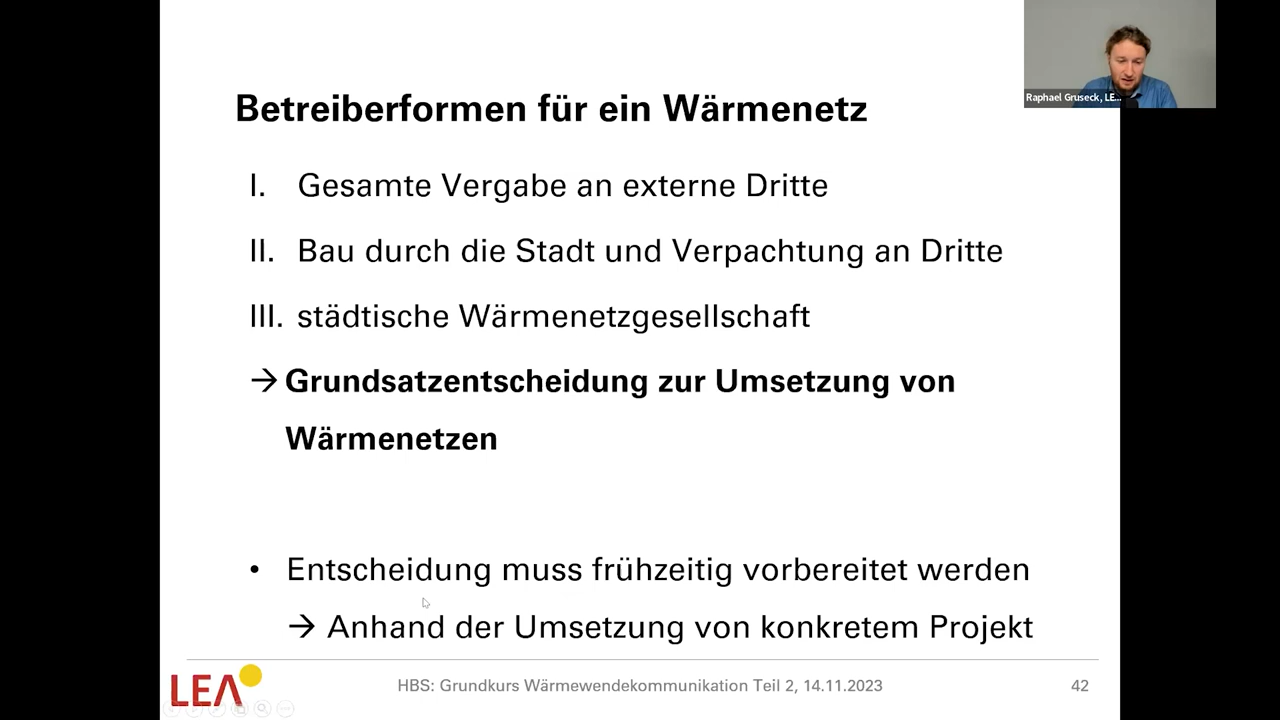 Raphael Gruseck, LE...
Betreiberformen für ein Wärmenetz
I. Gesamte Vergabe an externe Dritte
II. Bau durch die Stadt und Verpachtung an Dritte
III. städtische Wärmenetzgesellschaft
→ Grundsatzentscheidung zur Umsetzung von
Wärmenetzen
• Entscheidung muss frühzeitig vorbereitet werden
→ Anhand der Umsetzung von konkretem Projekt
LEA
HBS: Grundkurs Wärmewendekommunikation Teil 2, 14.11.2023
42